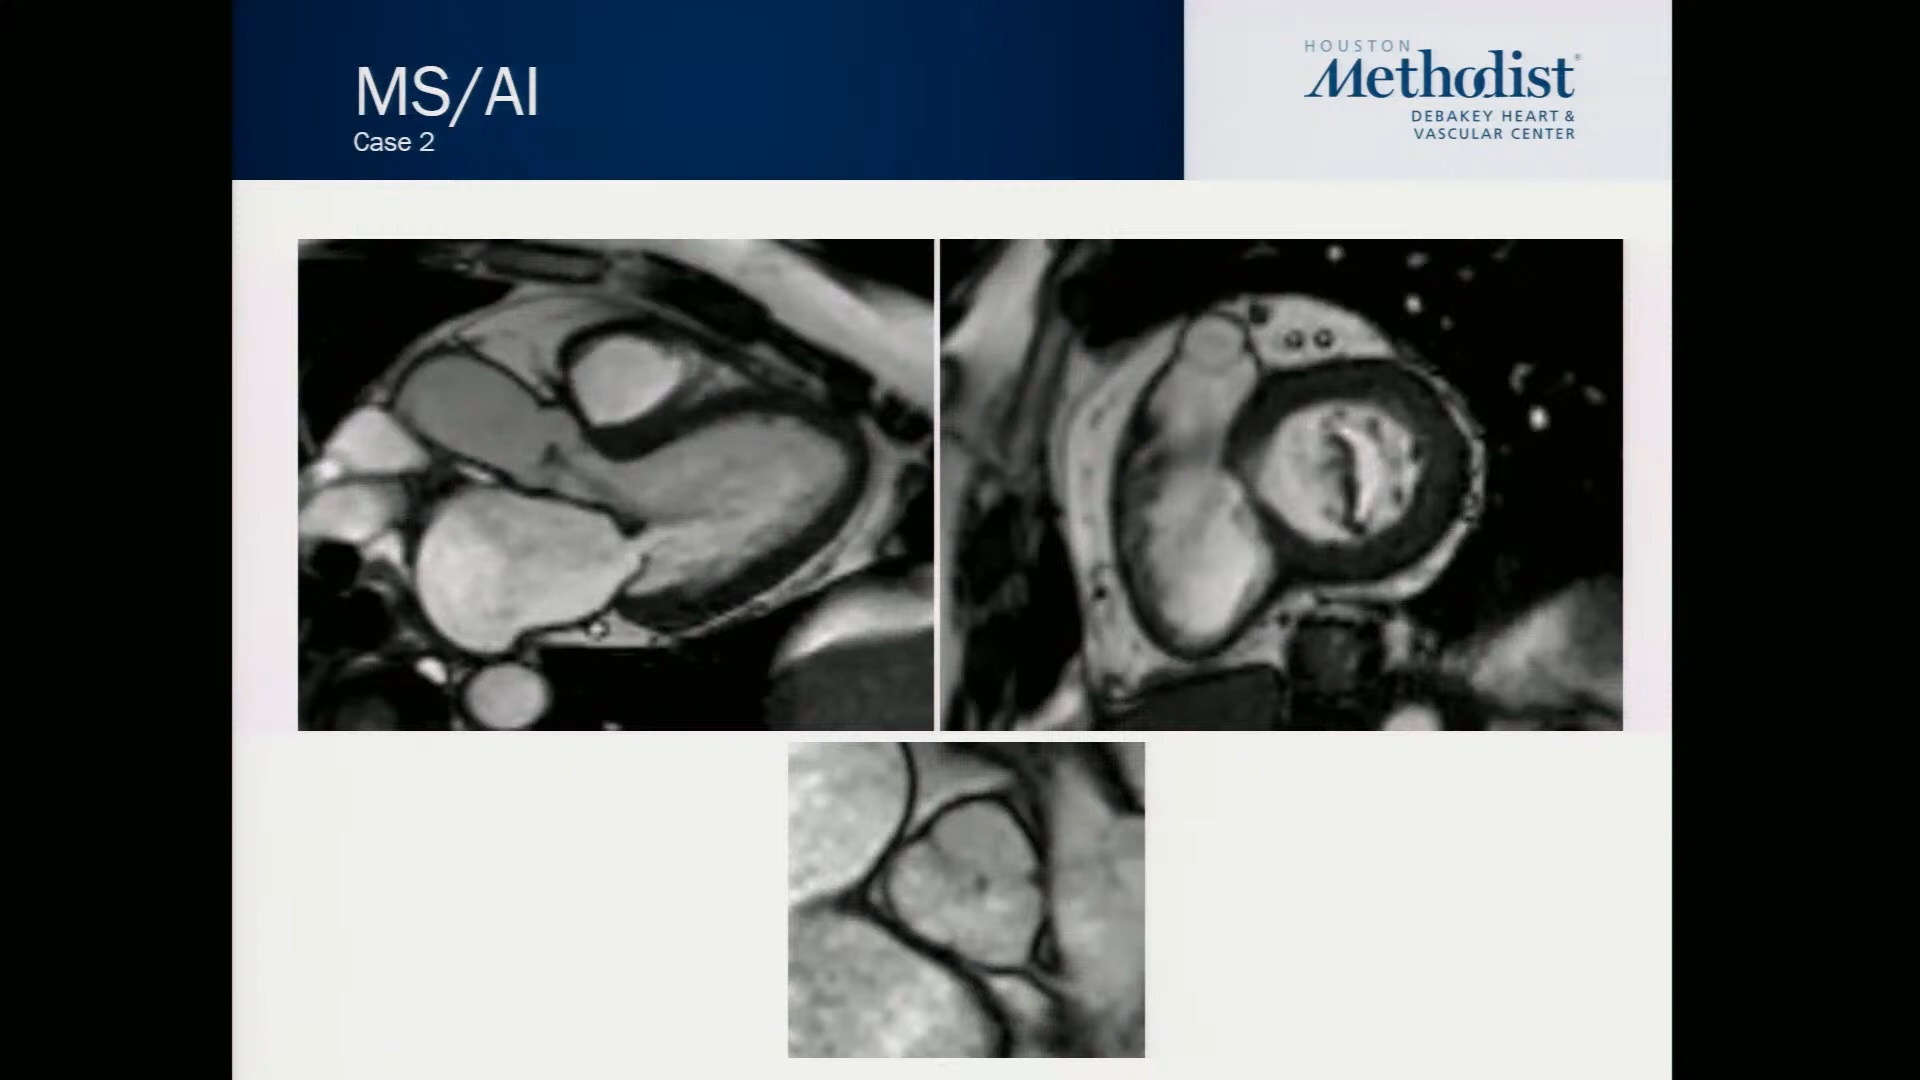 MS/AI
Case 2
HOUSTON
Methodist®
DEBAKEY HEART &
VASCULAR CENTER